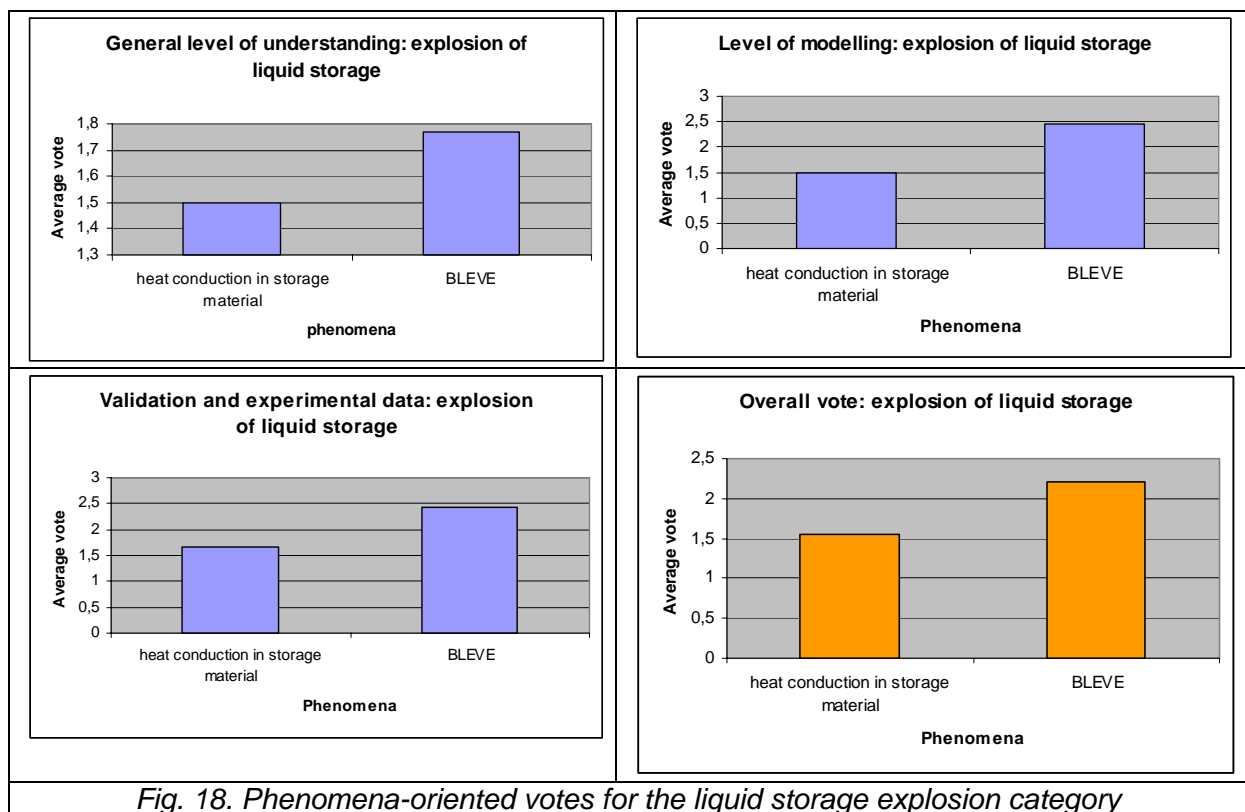 General level of understanding: explosion of
liquid storage
1,8
1,7
1,6
1,5
1,4
1,3
Average vote
heat conduction in storage
material
BLEVE
phenomena
Level of modelling: explosion of liquid storage
3
2,5
2
1,5
1
0,5
0
Average vote
heat conduction in storage
material
BLEVE
Phenomena
Validation and experimental data: explosion
of liquid storage
3
2,5
2
1,5
1
0,5
0
Average vote
heat conduction in storage
material
BLEVE
Phenomena
Overall vote: explosion of liquid storage
2,5
2
1,5
1
0,5
0
Average vote
heat conduction in storage
material
BLEVE
Phenomena
Fig. 18. Phenomena-oriented votes for the liquid storage explosion category